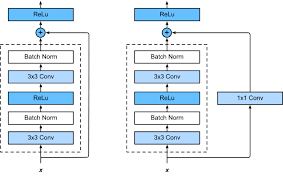 ReLu
+
Batch Norm
3x3 Conv
ReLu
Batch Norm
3x3 Conv
x
ReLu
+
Batch Norm
3x3 Conv
ReLu
Batch Norm
3x3 Conv
1x1 Conv
x